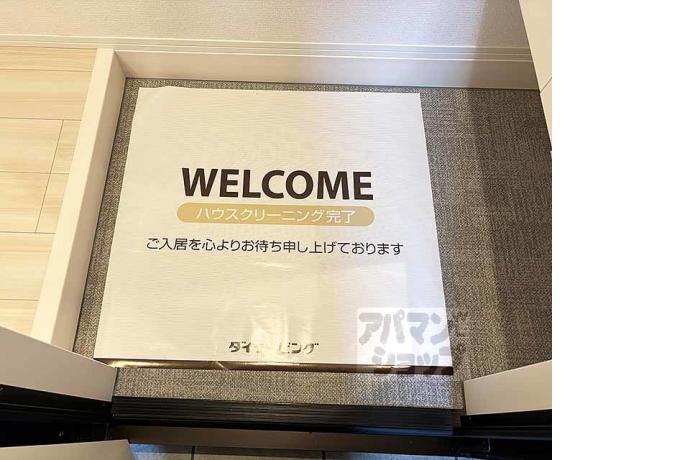 WELCOME
ハウスクリーニング完了
ご入居を心よりお待ち申し上げております
アパマン
ショップ